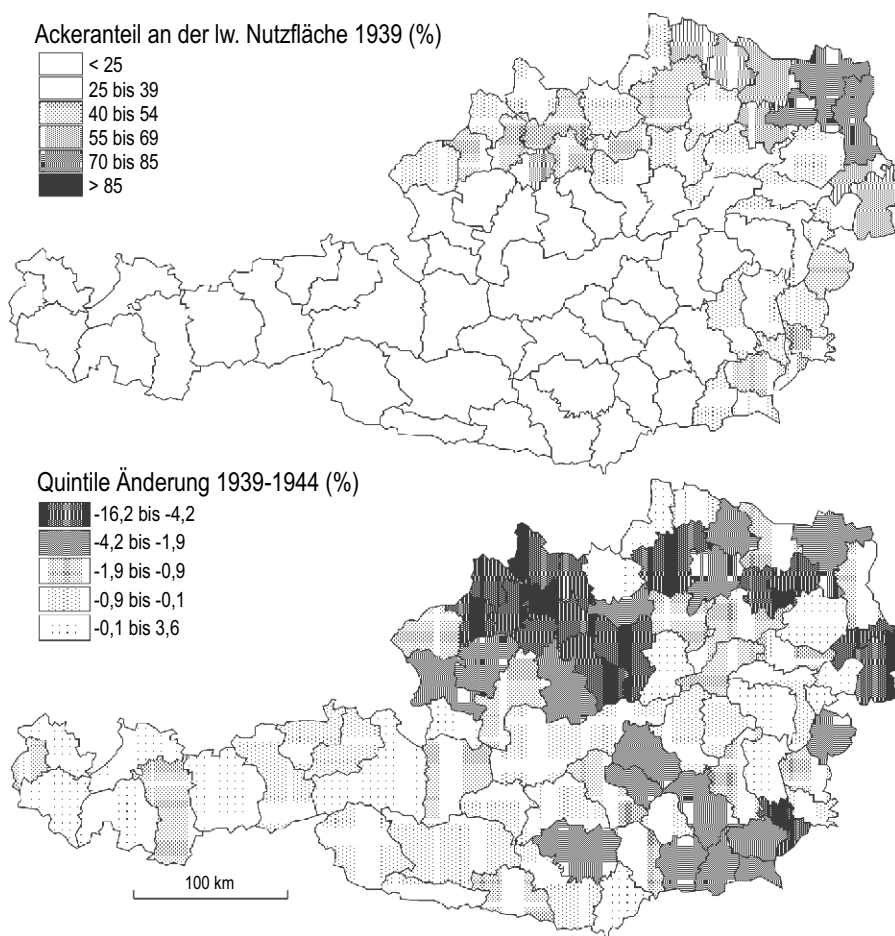 Ackeranteil an der lw. Nutzfläche 1939 (%)
< 25
25 bis 39
40 bis 54
55 bis 69
70 bis 85
> 85
Quintile Änderung 1939-1944 (%)
-16,2 bis -4,2
-4,2 bis -1,9
-1,9 bis -0,9
-0,9 bis -0,1
-0,1 bis 3,6
100 km